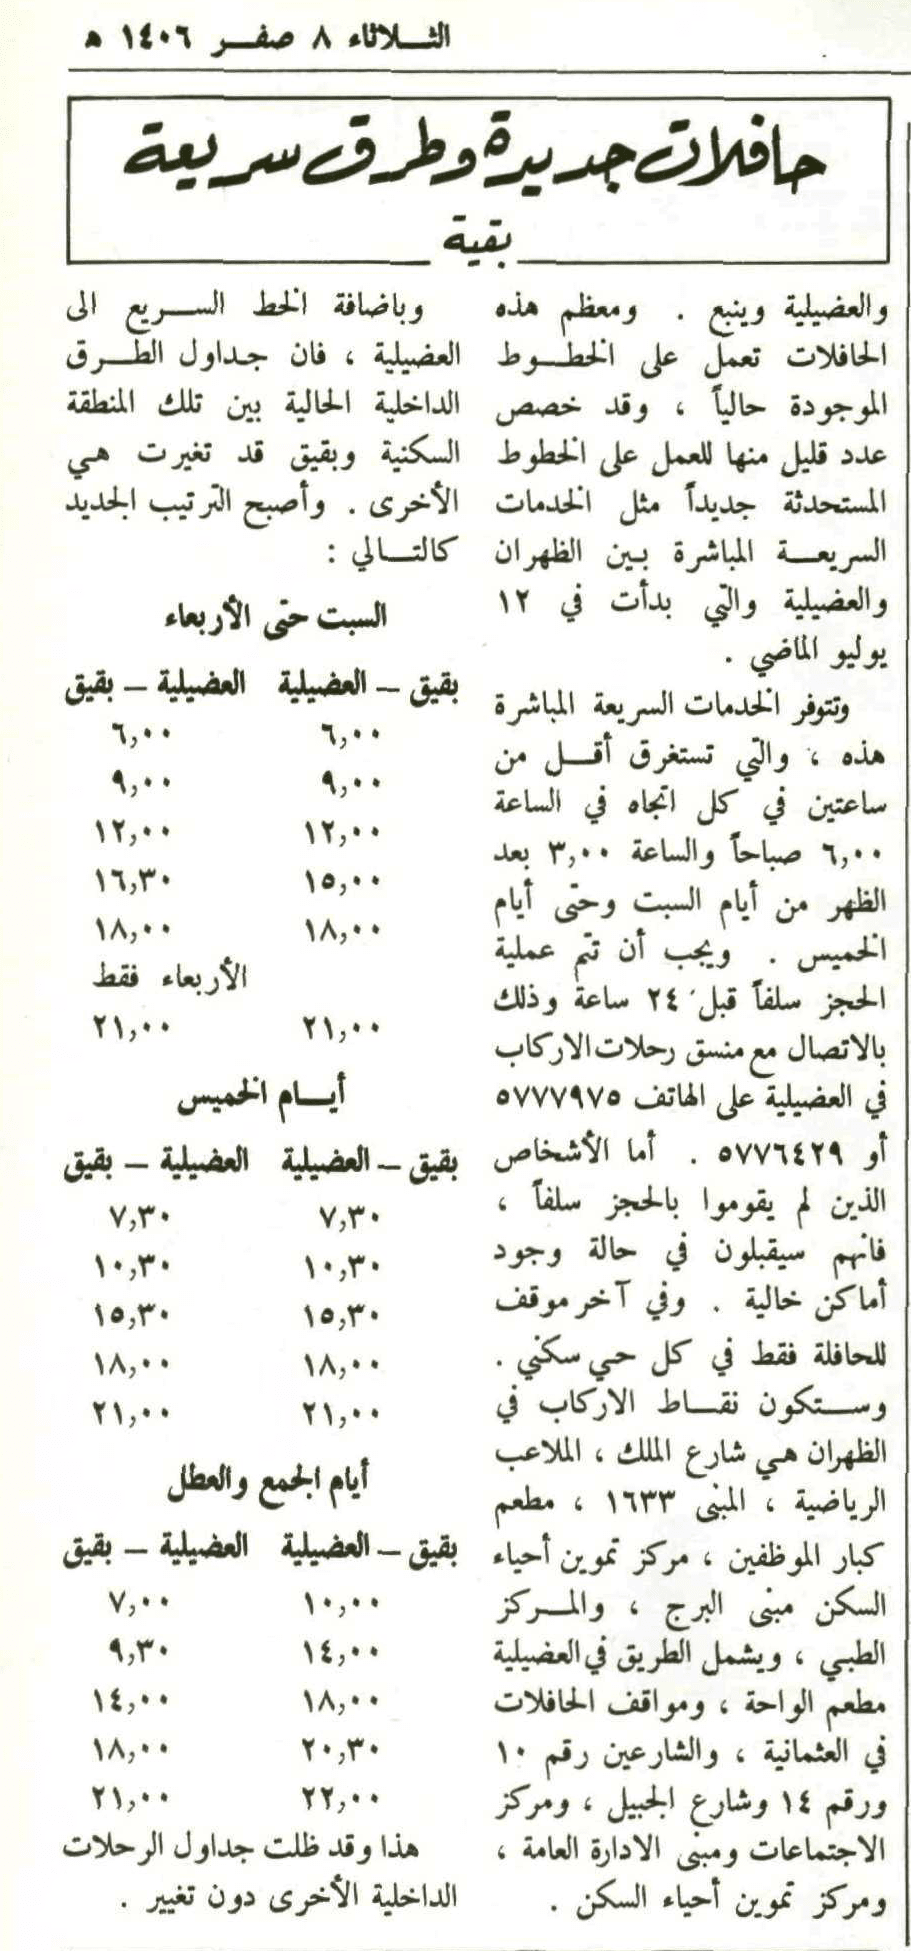 الثلاثاء ٨ صفر ١٤٠٦ ه
حافلات جديدة وطرق سريعة
بقية
والعضيلية وينبع . ومعظم هذه
الحافلات تعمل على الخطوط
الموجودة حالياً ، وقد خصص
عدد قليل منها للعمل على الخطوط
المستحدثة جديداً مثل الخدمات
السريعة المباشرة بين الظهران
والعضيلية والتي بدأت في ١٢
يوليو الماضي .
وتتوفر الخدمات السريعة المباشرة
هذه ، والتي تستغرق أقل من
ساعتين في كل اتجاه في الساعة
٦,٠٠ صباحاً والساعة ٣,٠٠ بعد
الظهر من أيام السبت وحتى أيام
الخميس . ويجب أن تتم عملية
الحجز سلفاً قبل ٢٤ ساعة وذلك
بالاتصال مع منسق رحلات الاركاب
في العضيلية على الهاتف ٥٧٧٧٩٧٥
أو ٥٧٧٦٤٢٩ . أما الأشخاص
الذين لم يقوموا بالحجز سلفاً ،
فانهم سيقبلون في حالة وجود
أماكن خالية . وفي آخر موقف
للحافلة فقط في كل حي سكني .
وستكون نقاط الاركاب في
الظهران هي شارع الملك ، الملاعب
الرياضية ، المبنى ١٦٣٣ ، مطعم
كبار الموظفين ، مركز تموين أحياء
السكن مبنى البرج ، والمركز
الطبي ، ويشمل الطريق في العضيلية
مطعم الواحة ، ومواقف الحافلات
في العثمانية ، والشارعين رقم ١٠
ورقم ١٤ وشارع الجبيل ، ومركز
الاجتماعات ومبنى الادارة العامة ،
ومركز تموين أحياء السكن .
وباضافة الخط السريع الى
العضيلية ، فان جداول الطرق
الداخلية الحالية بين تلك المنطقة
السكنية وبقيق قد تغيرت هي
الأخرى . وأصبح الترتيب الجديد
كالتالي :
السبت حتى الأربعاء
بقيق – العضيلية العضيلية – بقيق
٦,٠٠ ٦,٠٠
٩,٠٠ ٩,٠٠
١٢,٠٠ ١٢,٠٠
١٥,٠٠ ١٦,٣٠
١٨,٠٠ ١٨,٠٠
الأربعاء فقط
٢١,٠٠ ٢١,٠٠
أيام الخميس
بقيق – العضيلية العضيلية – بقيق
٧,٣٠ ٧,٣٠
١٠,٣٠ ١٠,٣٠
١٥,٣٠ ١٥,٣٠
١٨,٠٠ ١٨,٠٠
٢١,٠٠ ٢١,٠٠
أيام الجمع والعطل
بقيق – العضيلية العضيلية – بقيق
١٠,٠٠ ٧,٠٠
١٤,٠٠ ٩,٣٠
١٨,٠٠ ١٤,٠٠
٢٠,٣٠ ١٨,٠٠
٢٢,٠٠ ٢١,٠٠
هذا وقد ظلت جداول الرحلات
الداخلية الأخرى دون تغيير .